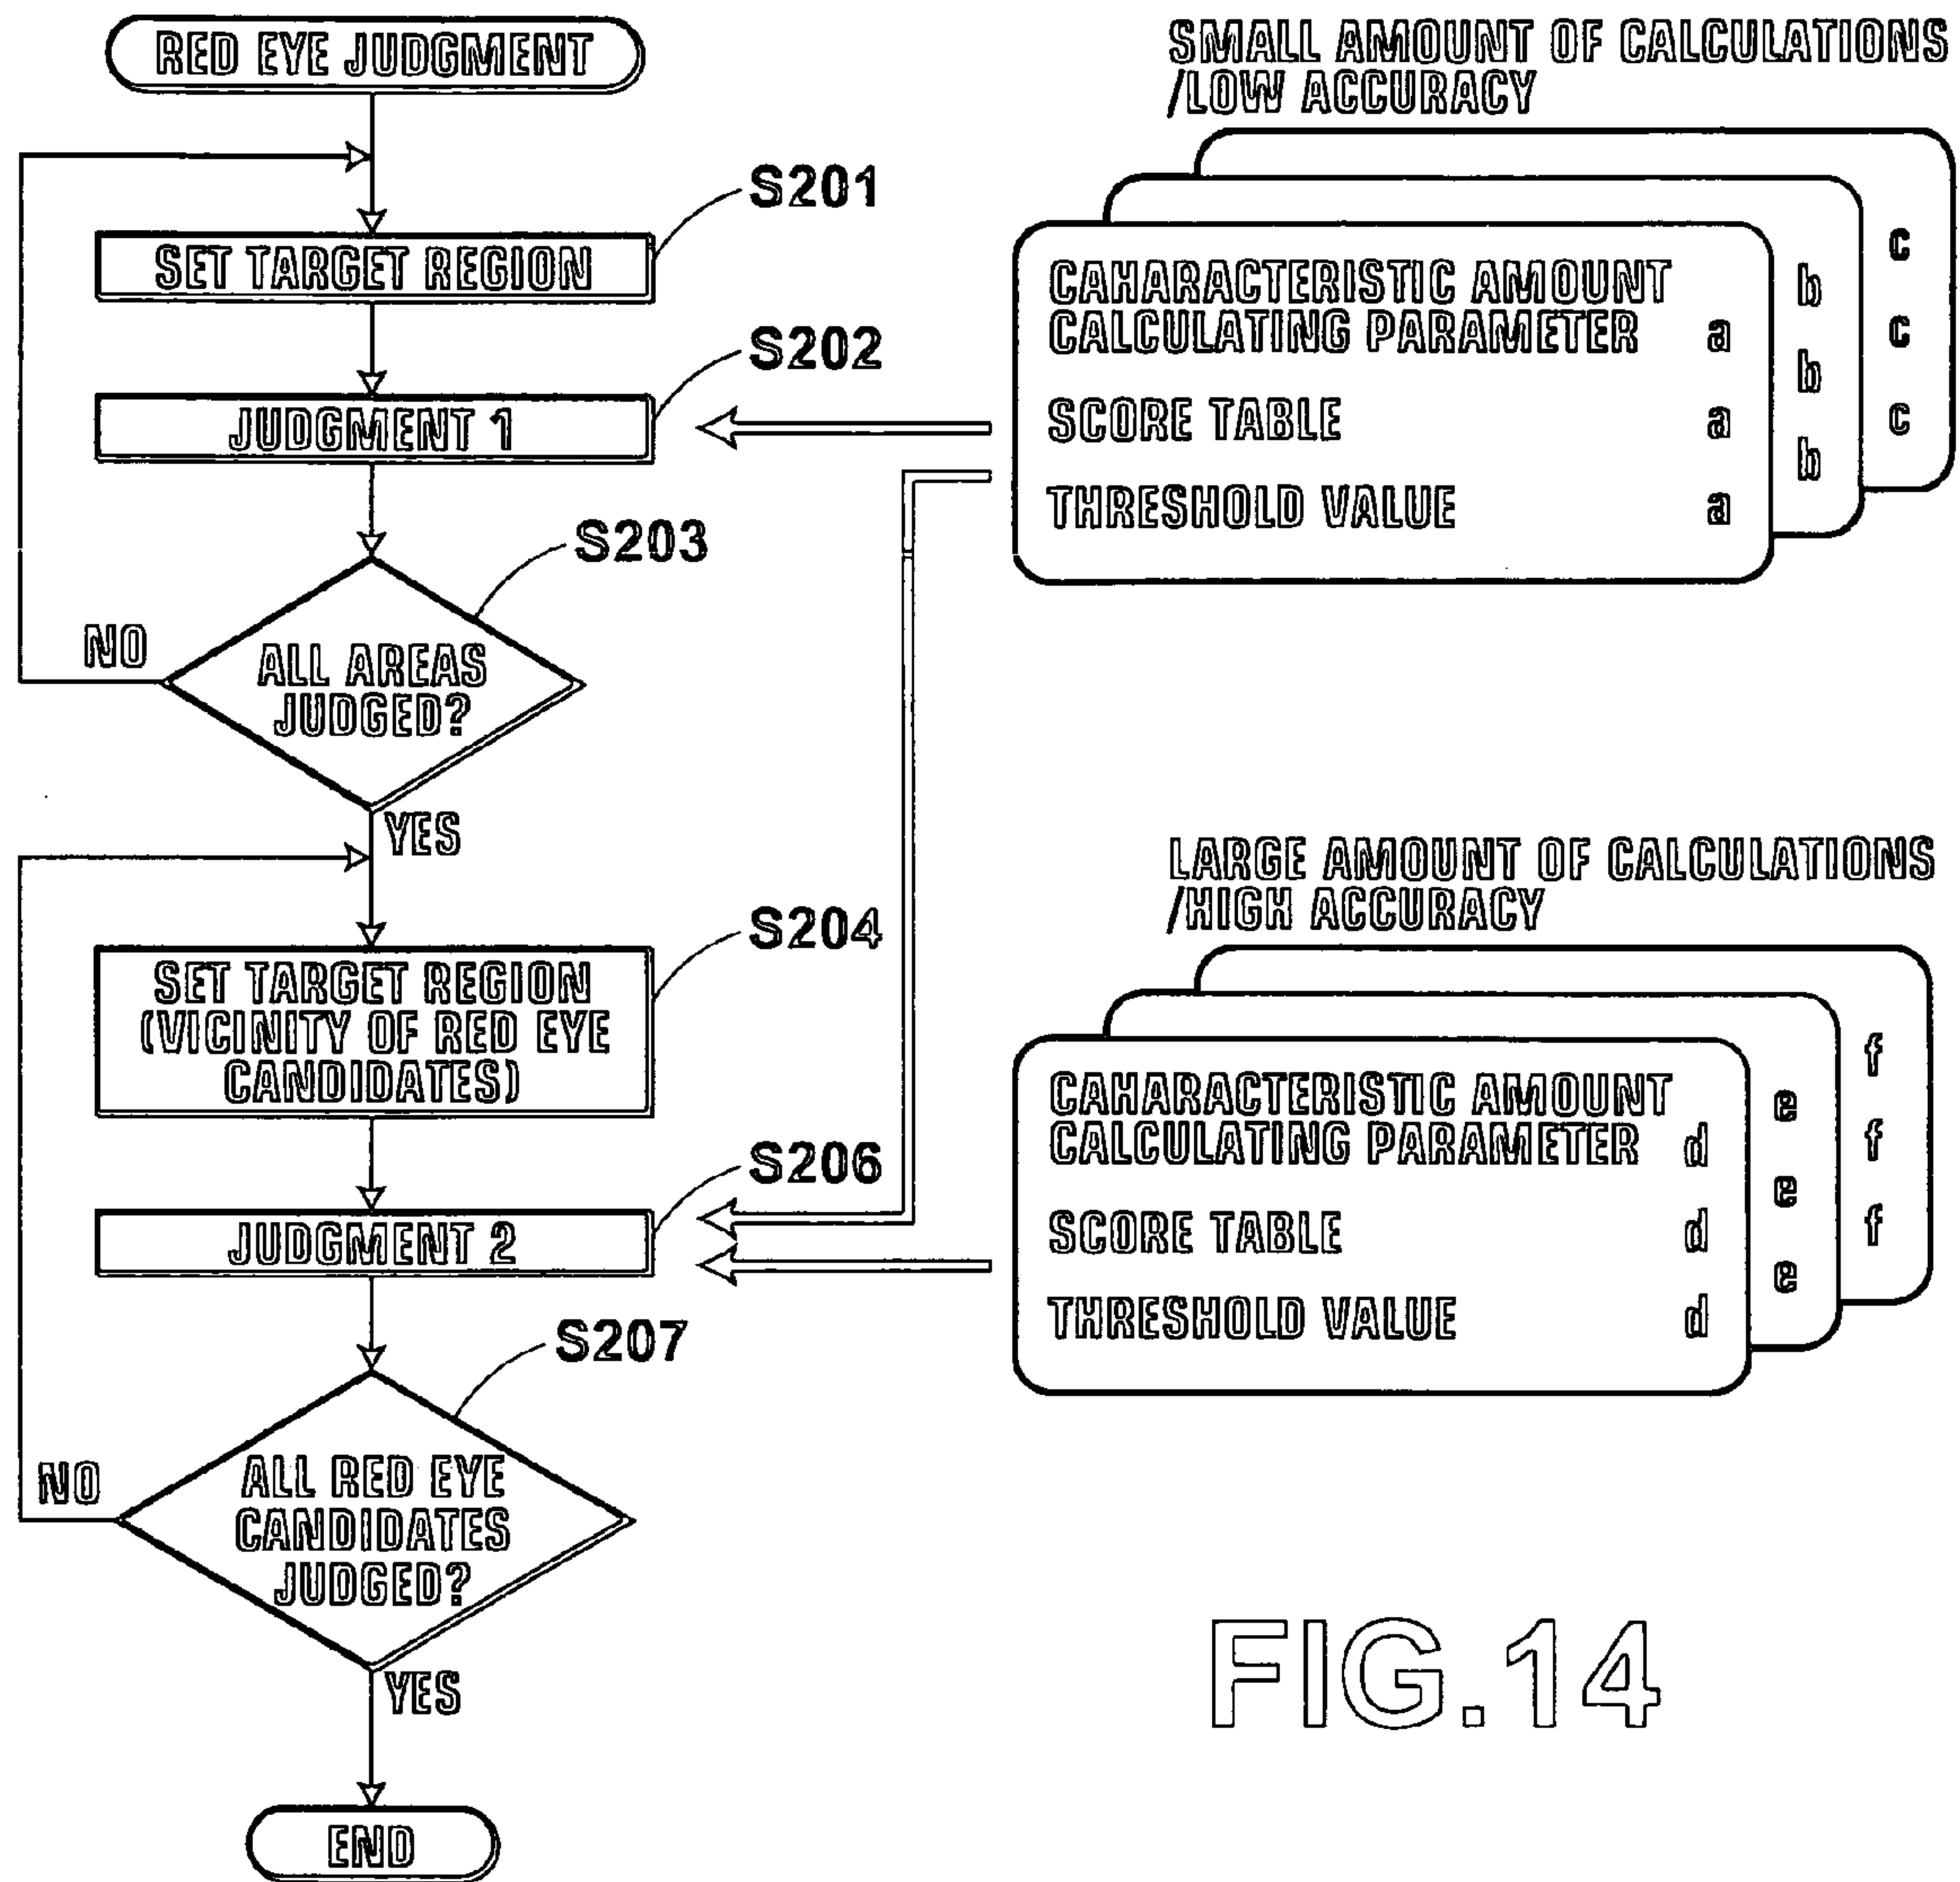 RED EYE JUDGMENT
S201
SET TARGET REGION
S202
JUDGMENT 1
S203
ALL AREAS
JUDGED?
NO
YES
S204
SET TARGET REGION
(VICINITY OF RED EYE
CANDIDATES)
S206
JUDGMENT 2
S207
ALL RED EYE
CANDIDATES
JUDGED?
NO
YES
END
SMALL AMOUNT OF CALCULATIONS
/LOW ACCURACY
CAHARACTERISTIC AMOUNT
CALCULATING PARAMETER a
SCORE TABLE a
THRESHOLD VALUE a
b
b
b
c
c
c
LARGE AMOUNT OF CALCULATIONS
/HIGH ACCURACY
CAHARACTERISTIC AMOUNT
CALCULATING PARAMETER d
SCORE TABLE d
THRESHOLD VALUE d
e
e
e
f
f
f
FIG.14